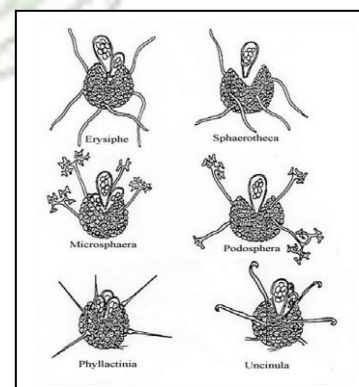 Erysiphe Sphaerotheca
Microsphaera Podosphera
Phyllactinia Uncinula